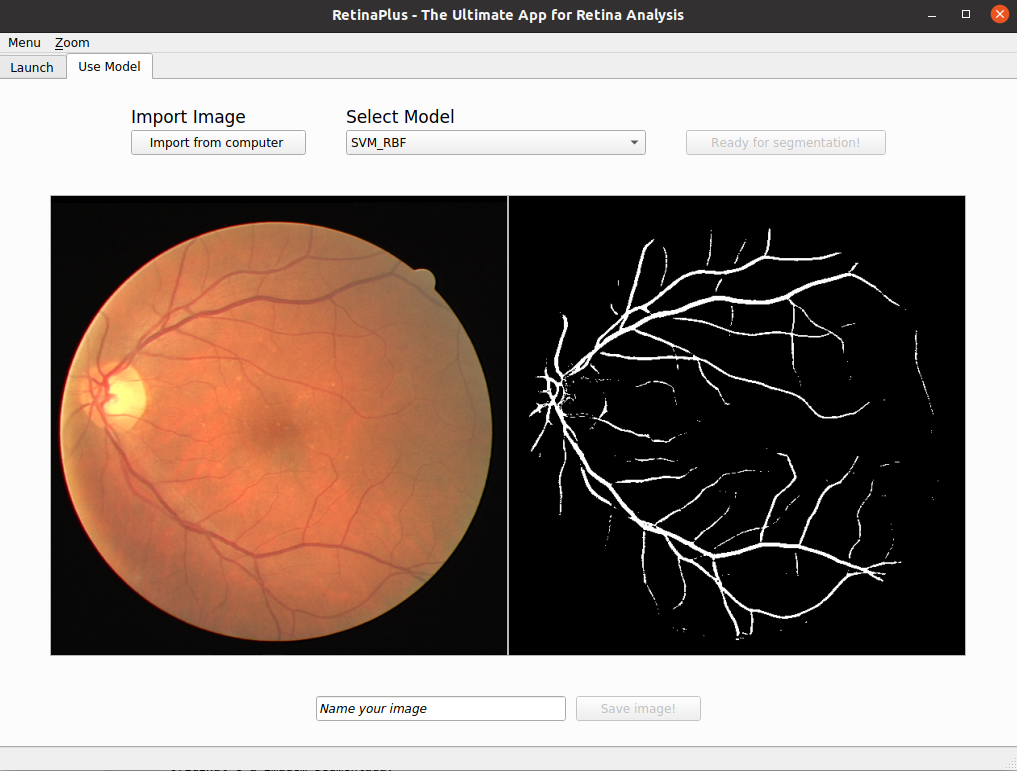 RetinaPlus - The Ultimate App for Retina Analysis
Menu Zoom
Launch Use Model
Import Image Select Model
Import from computer SVM_RBF Ready for segmentation!
Name your image Save image!